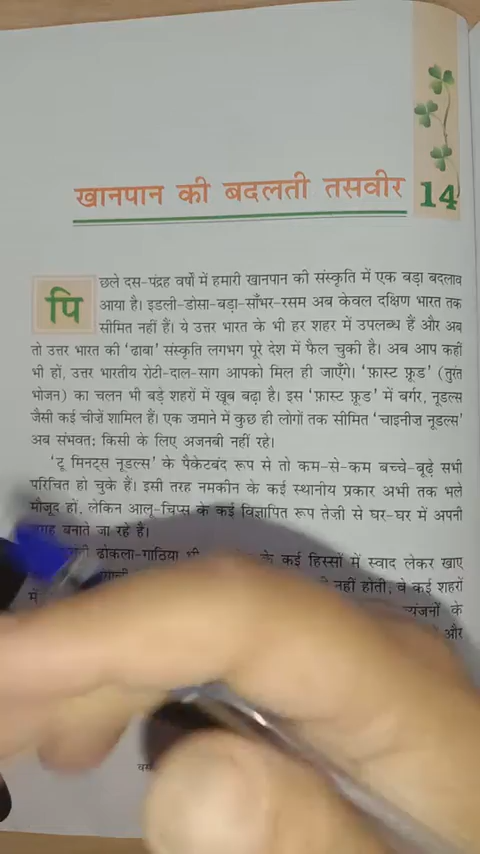 खानपान की बदलती तस्वीर 14
पिछले दस-पंद्रह वर्षों में हमारी खानपान की संस्कृति में एक बड़ा बदलाव
आया है। इडली-डोसा-बड़ा-साँभर-रसम अब केवल दक्षिण भारत तक
सीमित नहीं हैं। ये उत्तर भारत के भी हर शहर में उपलब्ध हैं और अब
तो उत्तर भारत की 'ढाबा' संस्कृति लगभग पूरे देश में फैल चुकी है। अब आप कहीं
भी हों, उत्तर भारतीय रोटी-दाल-साग आपको मिल ही जाएँगे। 'फ़ास्ट फ़ूड' (तुरंत
भोजन) का चलन भी बड़े शहरों में खूब बढ़ा है। इस 'फ़ास्ट फ़ूड' में बर्गर, नूडल्स
जैसी कई चीज़ें शामिल हैं। एक ज़माने में कुछ ही लोगों तक सीमित 'चाइनीज़ नूडल्स'
अब संभवतः किसी के लिए अजनबी नहीं रहे।
'टू मिनट्स नूडल्स' के पैकेटबंद रूप से तो कम-से-कम बच्चे-बूढ़े सभी
परिचित हो चुके हैं। इसी तरह नमकीन के कई स्थानीय प्रकार अभी तक भले
मौजूद हों, लेकिन आलू-चिप्स के कई विज्ञापित रूप तेज़ी से घर-घर में अपनी
बनाते जा रहे हैं।
ढोकला-गाठिया के कई हिस्सों में स्वाद लेकर खाए
नहीं होती, वे कई शहरों
में के
और